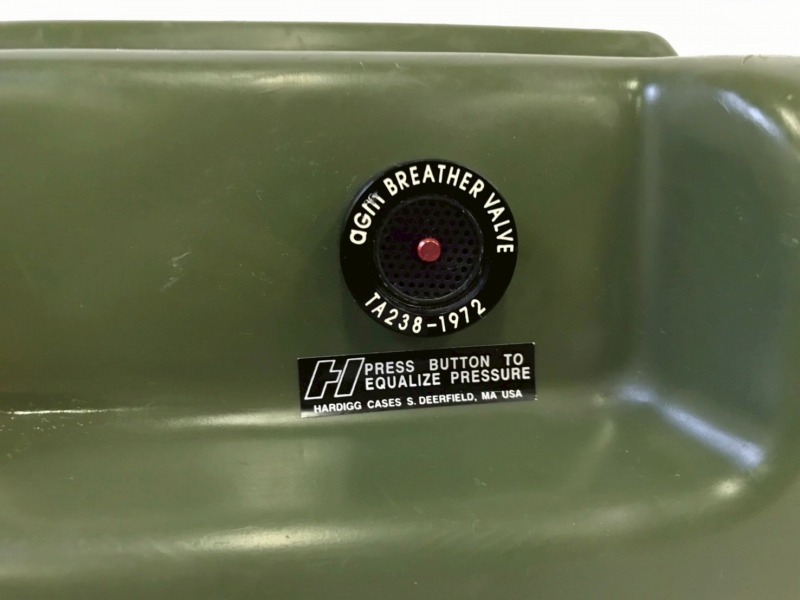 aGm BREATHER VALVE
TA238-1972
H PRESS BUTTON TO
EQUALIZE PRESSURE
HARDIGG CASES S. DEERFIELD, MA USA